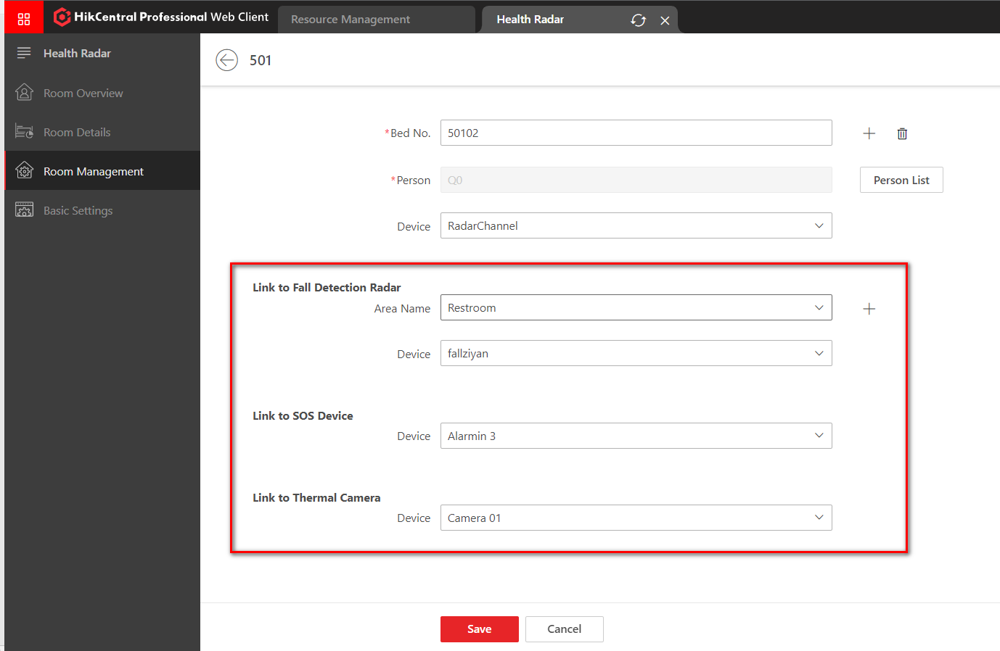 HikCentral Professional Web Client
Resource Management
Health Radar
Health Radar
Room Overview
Room Details
Room Management
Basic Settings
501
*Bed No. 50102
*Person Q0 Person List
Device RadarChannel
Link to Fall Detection Radar
Area Name Restroom
Device fallziyan
Link to SOS Device
Device Alarmin 3
Link to Thermal Camera
Device Camera 01
Save Cancel